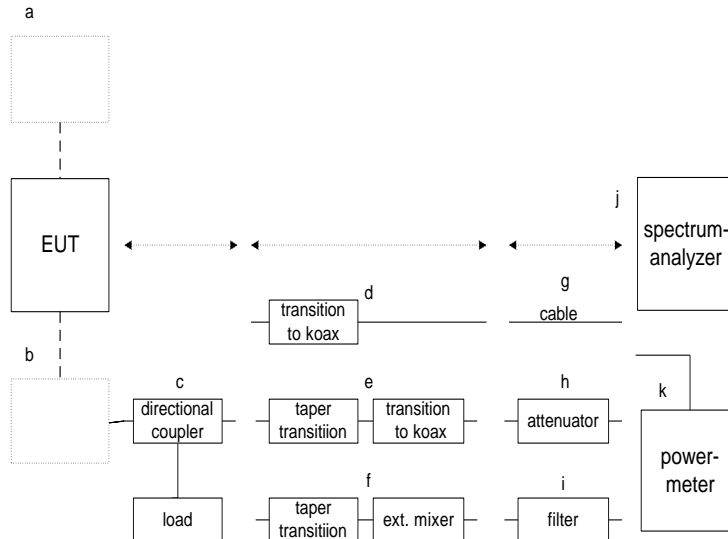 a
EUT
j
spectrum-
analyzer
d
transition
to koax
g
cable
b
c
directional
coupler
e
taper
transitiion
transition
to koax
h
attenuator
k
power-
meter
load
f
taper
transitiion
ext. mixer
i
filter